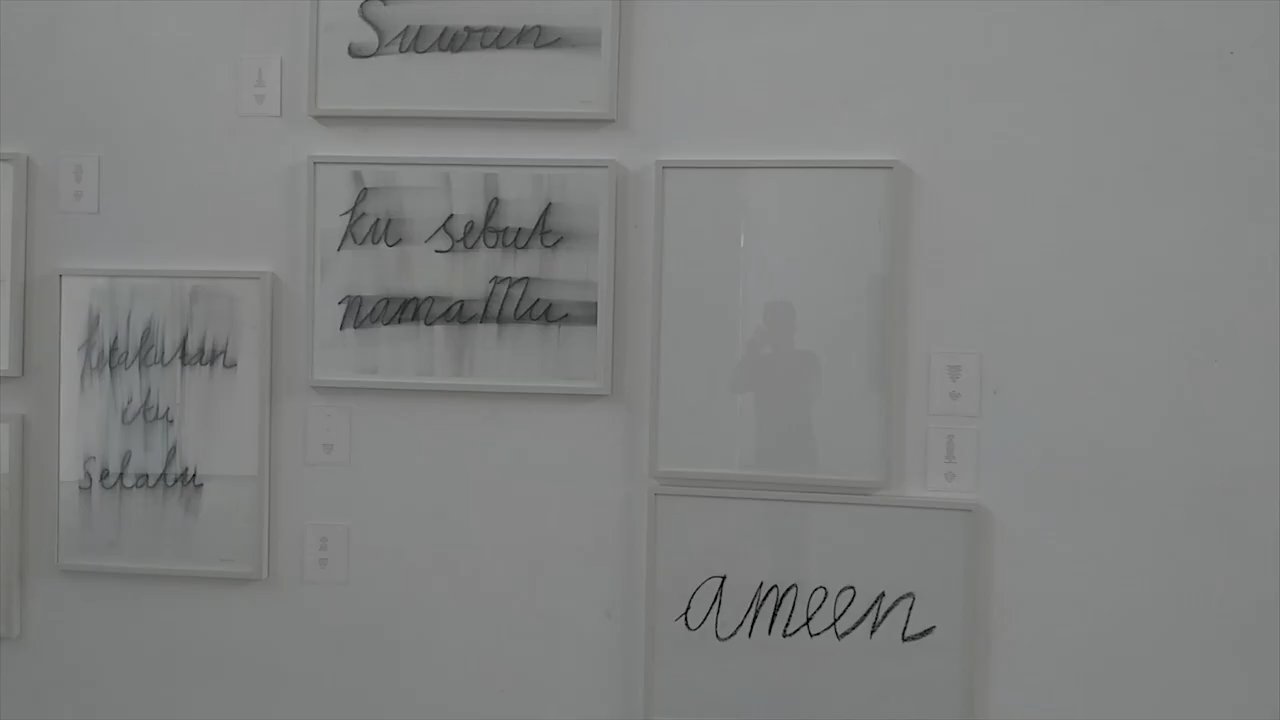 Suwun
ku sebut
namaMu
ketakutan
itu
selalu
ameen